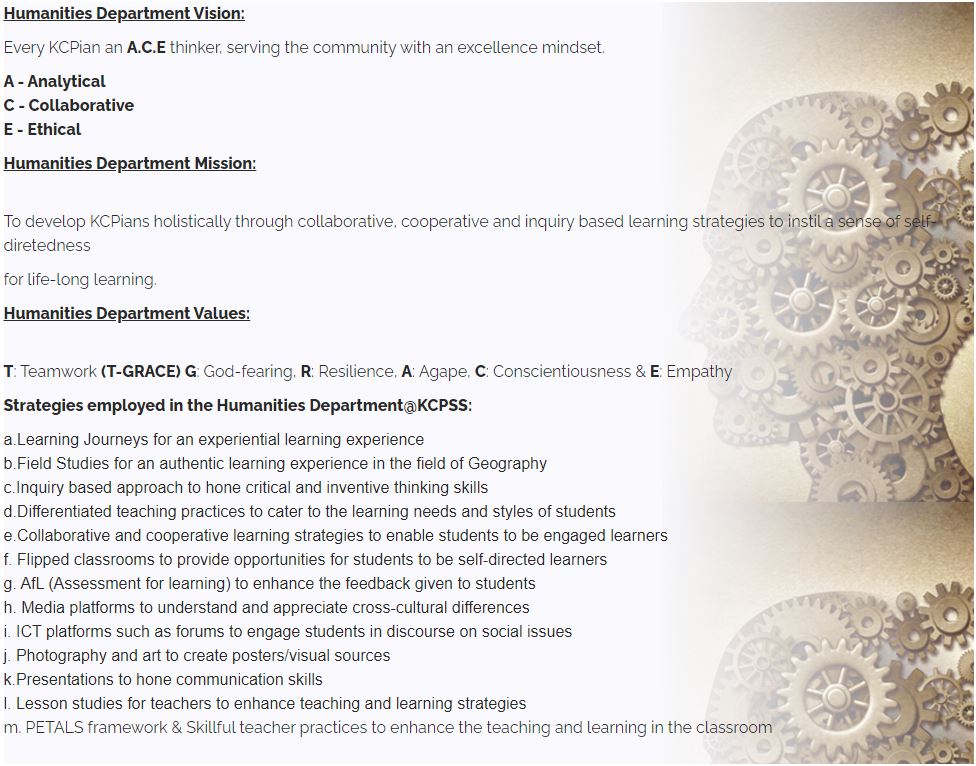 Humanities Department Vision:
Every KCPian an A.C.E thinker, serving the community with an excellence mindset.
A - Analytical
C - Collaborative
E - Ethical
Humanities Department Mission:
To develop KCPians holistically through collaborative, cooperative and inquiry based learning strategies to instil a sense of self-
diretedness
for life-long learning.
Humanities Department Values:
T: Teamwork (T-GRACE) G: God-fearing, R: Resilience, A: Agape, C: Conscientiousness & E: Empathy
Strategies employed in the Humanities Department@KCPSS:
a.Learning Journeys for an experiential learning experience
b.Field Studies for an authentic learning experience in the field of Geography
c.Inquiry based approach to hone critical and inventive thinking skills
d.Differentiated teaching practices to cater to the learning needs and styles of students
e.Collaborative and cooperative learning strategies to enable students to be engaged learners
f. Flipped classrooms to provide opportunities for students to be self-directed learners
g. AfL (Assessment for learning) to enhance the feedback given to students
h. Media platforms to understand and appreciate cross-cultural differences
i. ICT platforms such as forums to engage students in discourse on social issues
j. Photography and art to create posters/visual sources
k.Presentations to hone communication skills
l. Lesson studies for teachers to enhance teaching and learning strategies
m. PETALS framework & Skillful teacher practices to enhance the teaching and learning in the classroom